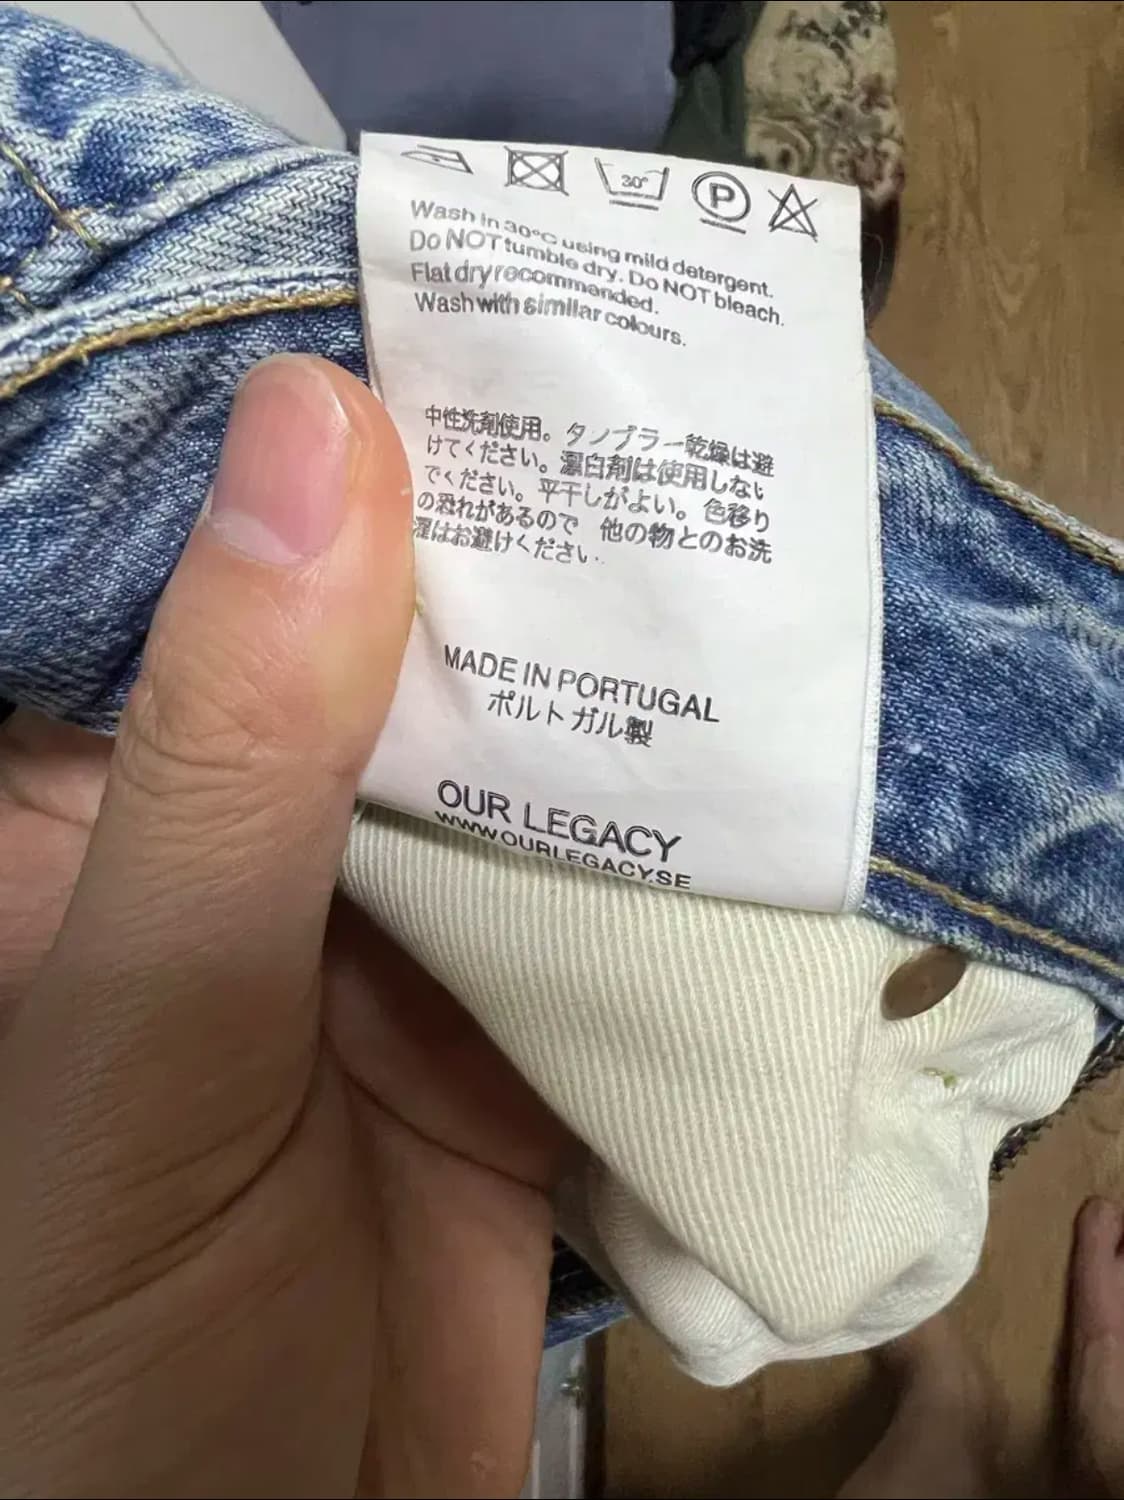 30°
P
Wash in 30°C using mild detergent.
Do NOT tumble dry. Do NOT bleach.
Flat dry recommended.
Wash with similar colours.
中性洗剤使用。タンブラー乾燥は避
けてください。漂白剤は使用しない
でください。平干しがよい。色移り
の恐れがあるので 他の物とのお洗
濯はお避けください.
MADE IN PORTUGAL
ポルトガル製
OUR LEGACY
WWW.OURLEGACY.SE